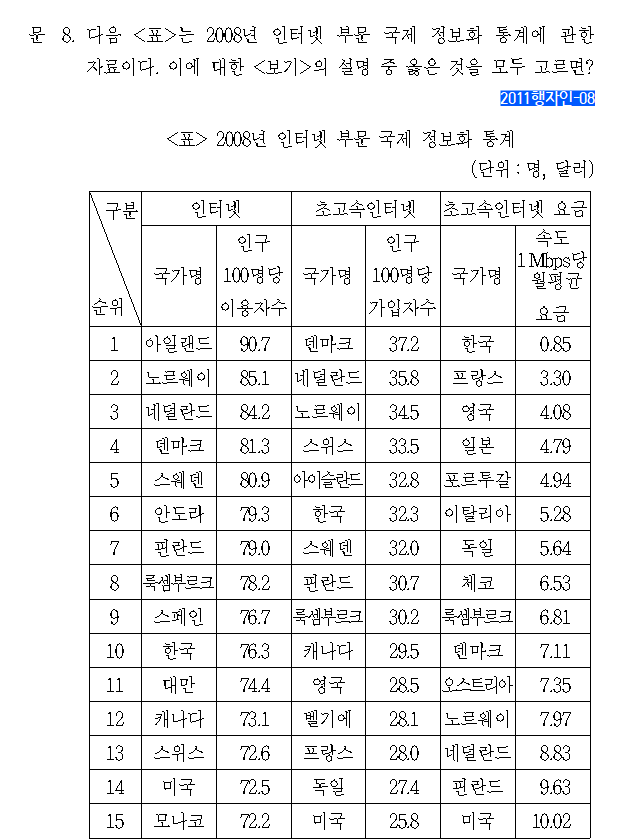 문 8. 다음 <표>는 2008년 인터넷 부문 국제 정보화 통계에 관한
자료이다. 이에 대한 <보기>의 설명 중 옳은 것을 모두 고르면?
2011행자인-08
<표> 2008년 인터넷 부문 국제 정보화 통계
(단위 : 명, 달러)
구분 인터넷 초고속인터넷 초고속인터넷 요금
순위 국가명 인구 100명당 이용자수 국가명 인구 100명당 가입자수 국가명 속도 1Mbps당 월평균 요금
1 아일랜드 90.7 덴마크 37.2 한국 0.85
2 노르웨이 85.1 네덜란드 35.8 프랑스 3.30
3 네덜란드 84.2 노르웨이 34.5 영국 4.08
4 덴마크 81.3 스위스 33.5 일본 4.79
5 스웨덴 80.9 아이슬란드 32.8 포르투갈 4.94
6 안도라 79.3 한국 32.3 이탈리아 5.28
7 핀란드 79.0 스웨덴 32.0 독일 5.64
8 룩셈부르크 78.2 핀란드 30.7 체코 6.53
9 스페인 76.7 룩셈부르크 30.2 룩셈부르크 6.81
10 한국 76.3 캐나다 29.5 덴마크 7.11
11 대만 74.4 영국 28.5 오스트리아 7.35
12 캐나다 73.1 벨기에 28.1 노르웨이 7.97
13 스위스 72.6 프랑스 28.0 네덜란드 8.83
14 미국 72.5 독일 27.4 핀란드 9.63
15 모나코 72.2 미국 25.8 미국 10.02